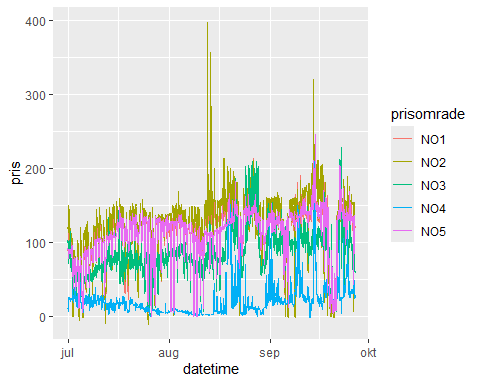 400
300
200
100
0
pris
jul
aug
sep
okt
datetime
prisomrade
NO1
NO2
NO3
NO4
NO5